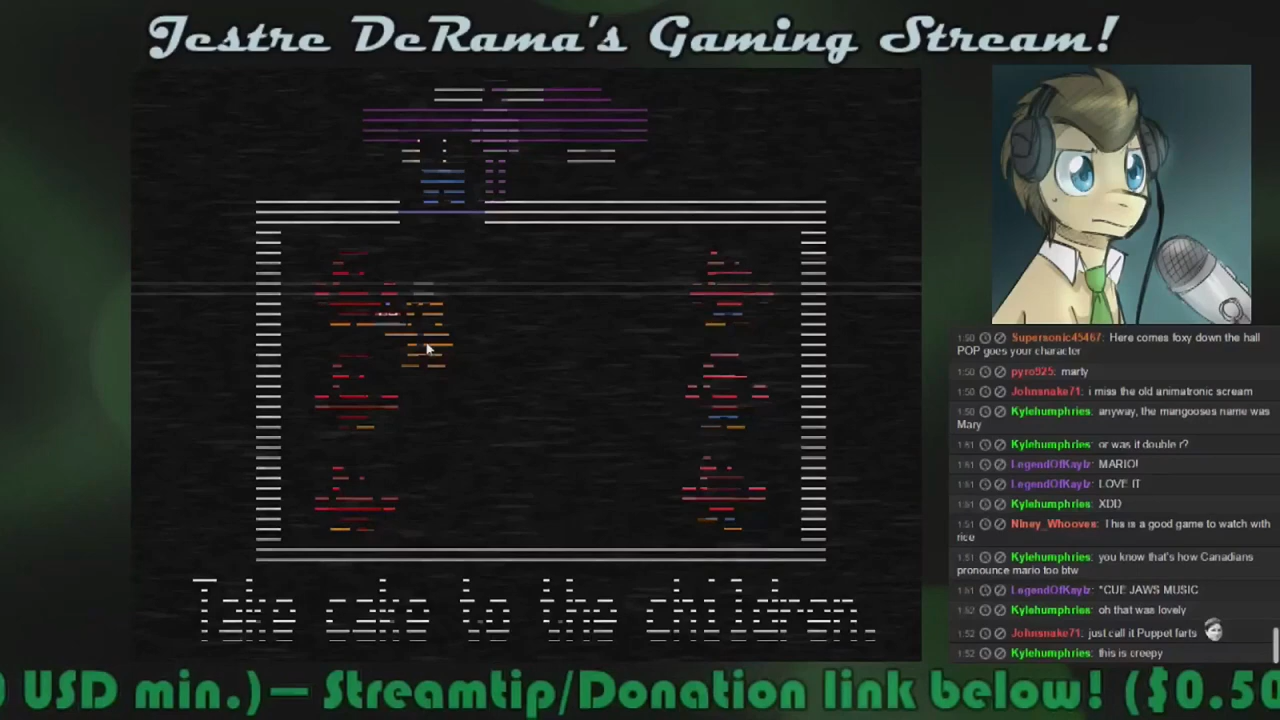 Jestre DeRama's Gaming Stream!
Take cake to the children.
1:50 Supersonic45467: Here comes foxy down the hall
POP goes your character
1:50 pyro925: marty
1:50 Johnsnake71: i miss the old animatronic scream
1:50 Kylehumphries: anyway, the mangooses name was
Mary
1:51 Kylehumphries: or was it double r?
1:51 LegendOfKaylz: MARIO!
1:51 LegendOfKaylz: LOVE IT
1:51 Kylehumphries: XDD
1:51 Niney_Whooves: This is a good game to watch with
rice
1:51 Kylehumphries: you know that's how Canadians
pronounce mario too btw
1:51 LegendOfKaylz: *CUE JAWS MUSIC
1:52 Kylehumphries: oh that was lovely
1:52 Johnsnake71: just call it Puppet farts
1:52 Kylehumphries: this is creepy
USD min.) — Streamtip/Donation link below! ($0.50